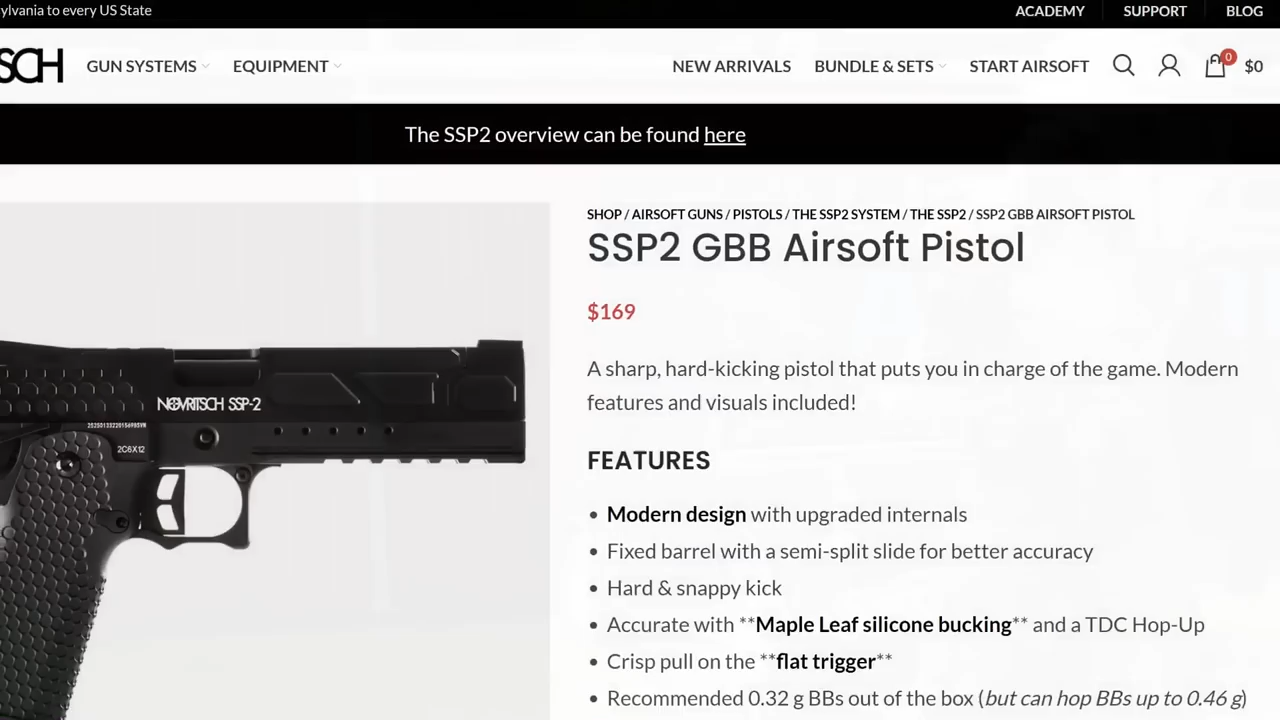 ylvania to every US State
ACADEMY
SUPPORT
BLOG
SCH
GUN SYSTEMS
EQUIPMENT
NEW ARRIVALS
BUNDLE & SETS
START AIRSOFT
0
$0
The SSP2 overview can be found here
SHOP / AIRSOFT GUNS / PISTOLS / THE SSP2 SYSTEM / THE SSP2 / SSP2 GBB AIRSOFT PISTOL
SSP2 GBB Airsoft Pistol
$169
A sharp, hard-kicking pistol that puts you in charge of the game. Modern
features and visuals included!
FEATURES
• Modern design with upgraded internals
• Fixed barrel with a semi-split slide for better accuracy
• Hard & snappy kick
• Accurate with **Maple Leaf silicone bucking** and a TDC Hop-Up
• Crisp pull on the **flat trigger**
• Recommended 0.32 g BBs out of the box (but can hop BBs up to 0.46 g)
NOVRITSCH SSP-2
2C6X12